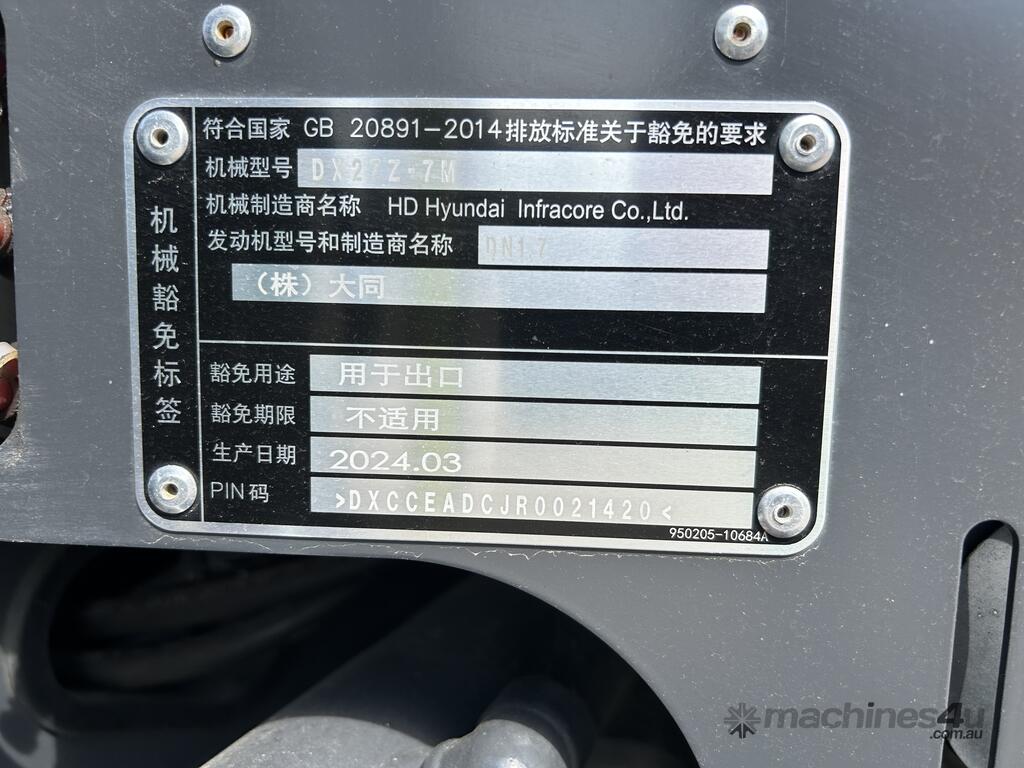 机械豁免标签
符合国家 GB 20891-2014排放标准关于豁免的要求
机械型号 DX27Z-7M
机械制造商名称 HD Hyundai Infracore Co.,Ltd.
发动机型号和制造商名称 DN1.7
（株）大同
豁免用途 用于出口
豁免期限 不适用
生产日期 2024.03
PIN码 >DXCCEADCJR0021420<
950205-10684A
machines4u
.com.au